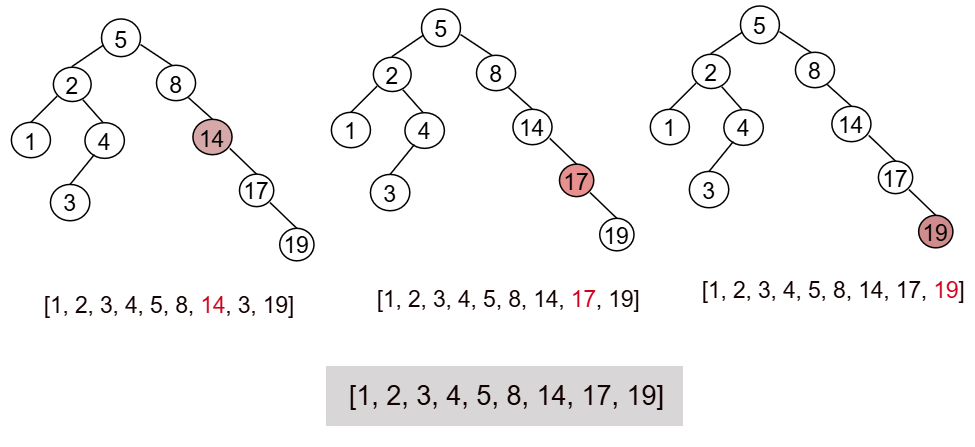 5
2 8
1 4 14
3 17
19
[1, 2, 3, 4, 5, 8, 14, 3, 19]
5
2 8
1 4 14
3 17
19
[1, 2, 3, 4, 5, 8, 14, 17, 19]
5
2 8
1 4 14
3 17
19
[1, 2, 3, 4, 5, 8, 14, 17, 19]
[1, 2, 3, 4, 5, 8, 14, 17, 19]